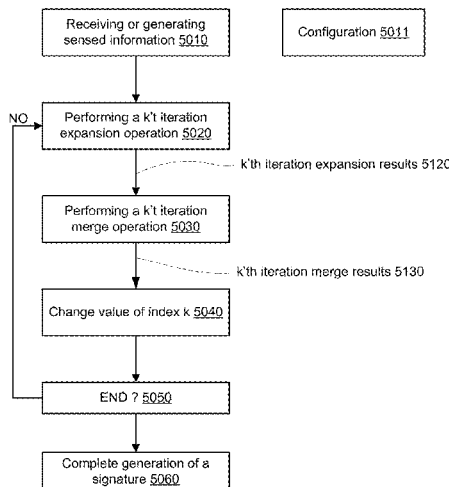 Receiving or generating
sensed information 5010
Configuration 5011
NO
Performing a k't iteration
expansion operation 5020
k'th iteration expansion results 5120
Performing a k't iteration
merge operation 5030
k'th iteration merge results 5130
Change value of index k 5040
END ? 5050
Complete generation of a
signature 5060